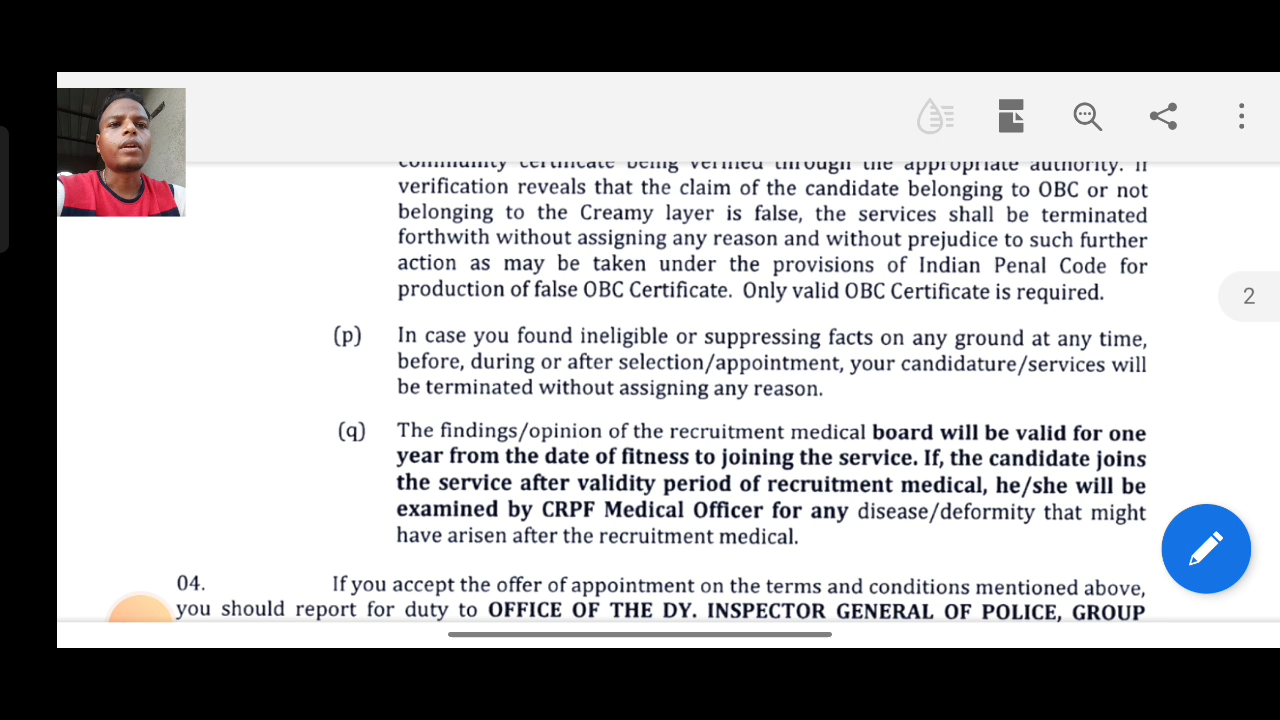 community certificate being verified through the appropriate authority. If
verification reveals that the claim of the candidate belonging to OBC or not
belonging to the Creamy layer is false, the services shall be terminated
forthwith without assigning any reason and without prejudice to such further
action as may be taken under the provisions of Indian Penal Code for
production of false OBC Certificate. Only valid OBC Certificate is required.
2
(p) In case you found ineligible or suppressing facts on any ground at any time,
before, during or after selection/appointment, your candidature/services will
be terminated without assigning any reason.
(q) The findings/opinion of the recruitment medical board will be valid for one
year from the date of fitness to joining the service. If, the candidate joins
the service after validity period of recruitment medical, he/she will be
examined by CRPF Medical Officer for any disease/deformity that might
have arisen after the recruitment medical.
04. If you accept the offer of appointment on the terms and conditions mentioned above,
you should report for duty to OFFICE OF THE DY. INSPECTOR GENERAL OF POLICE, GROUP